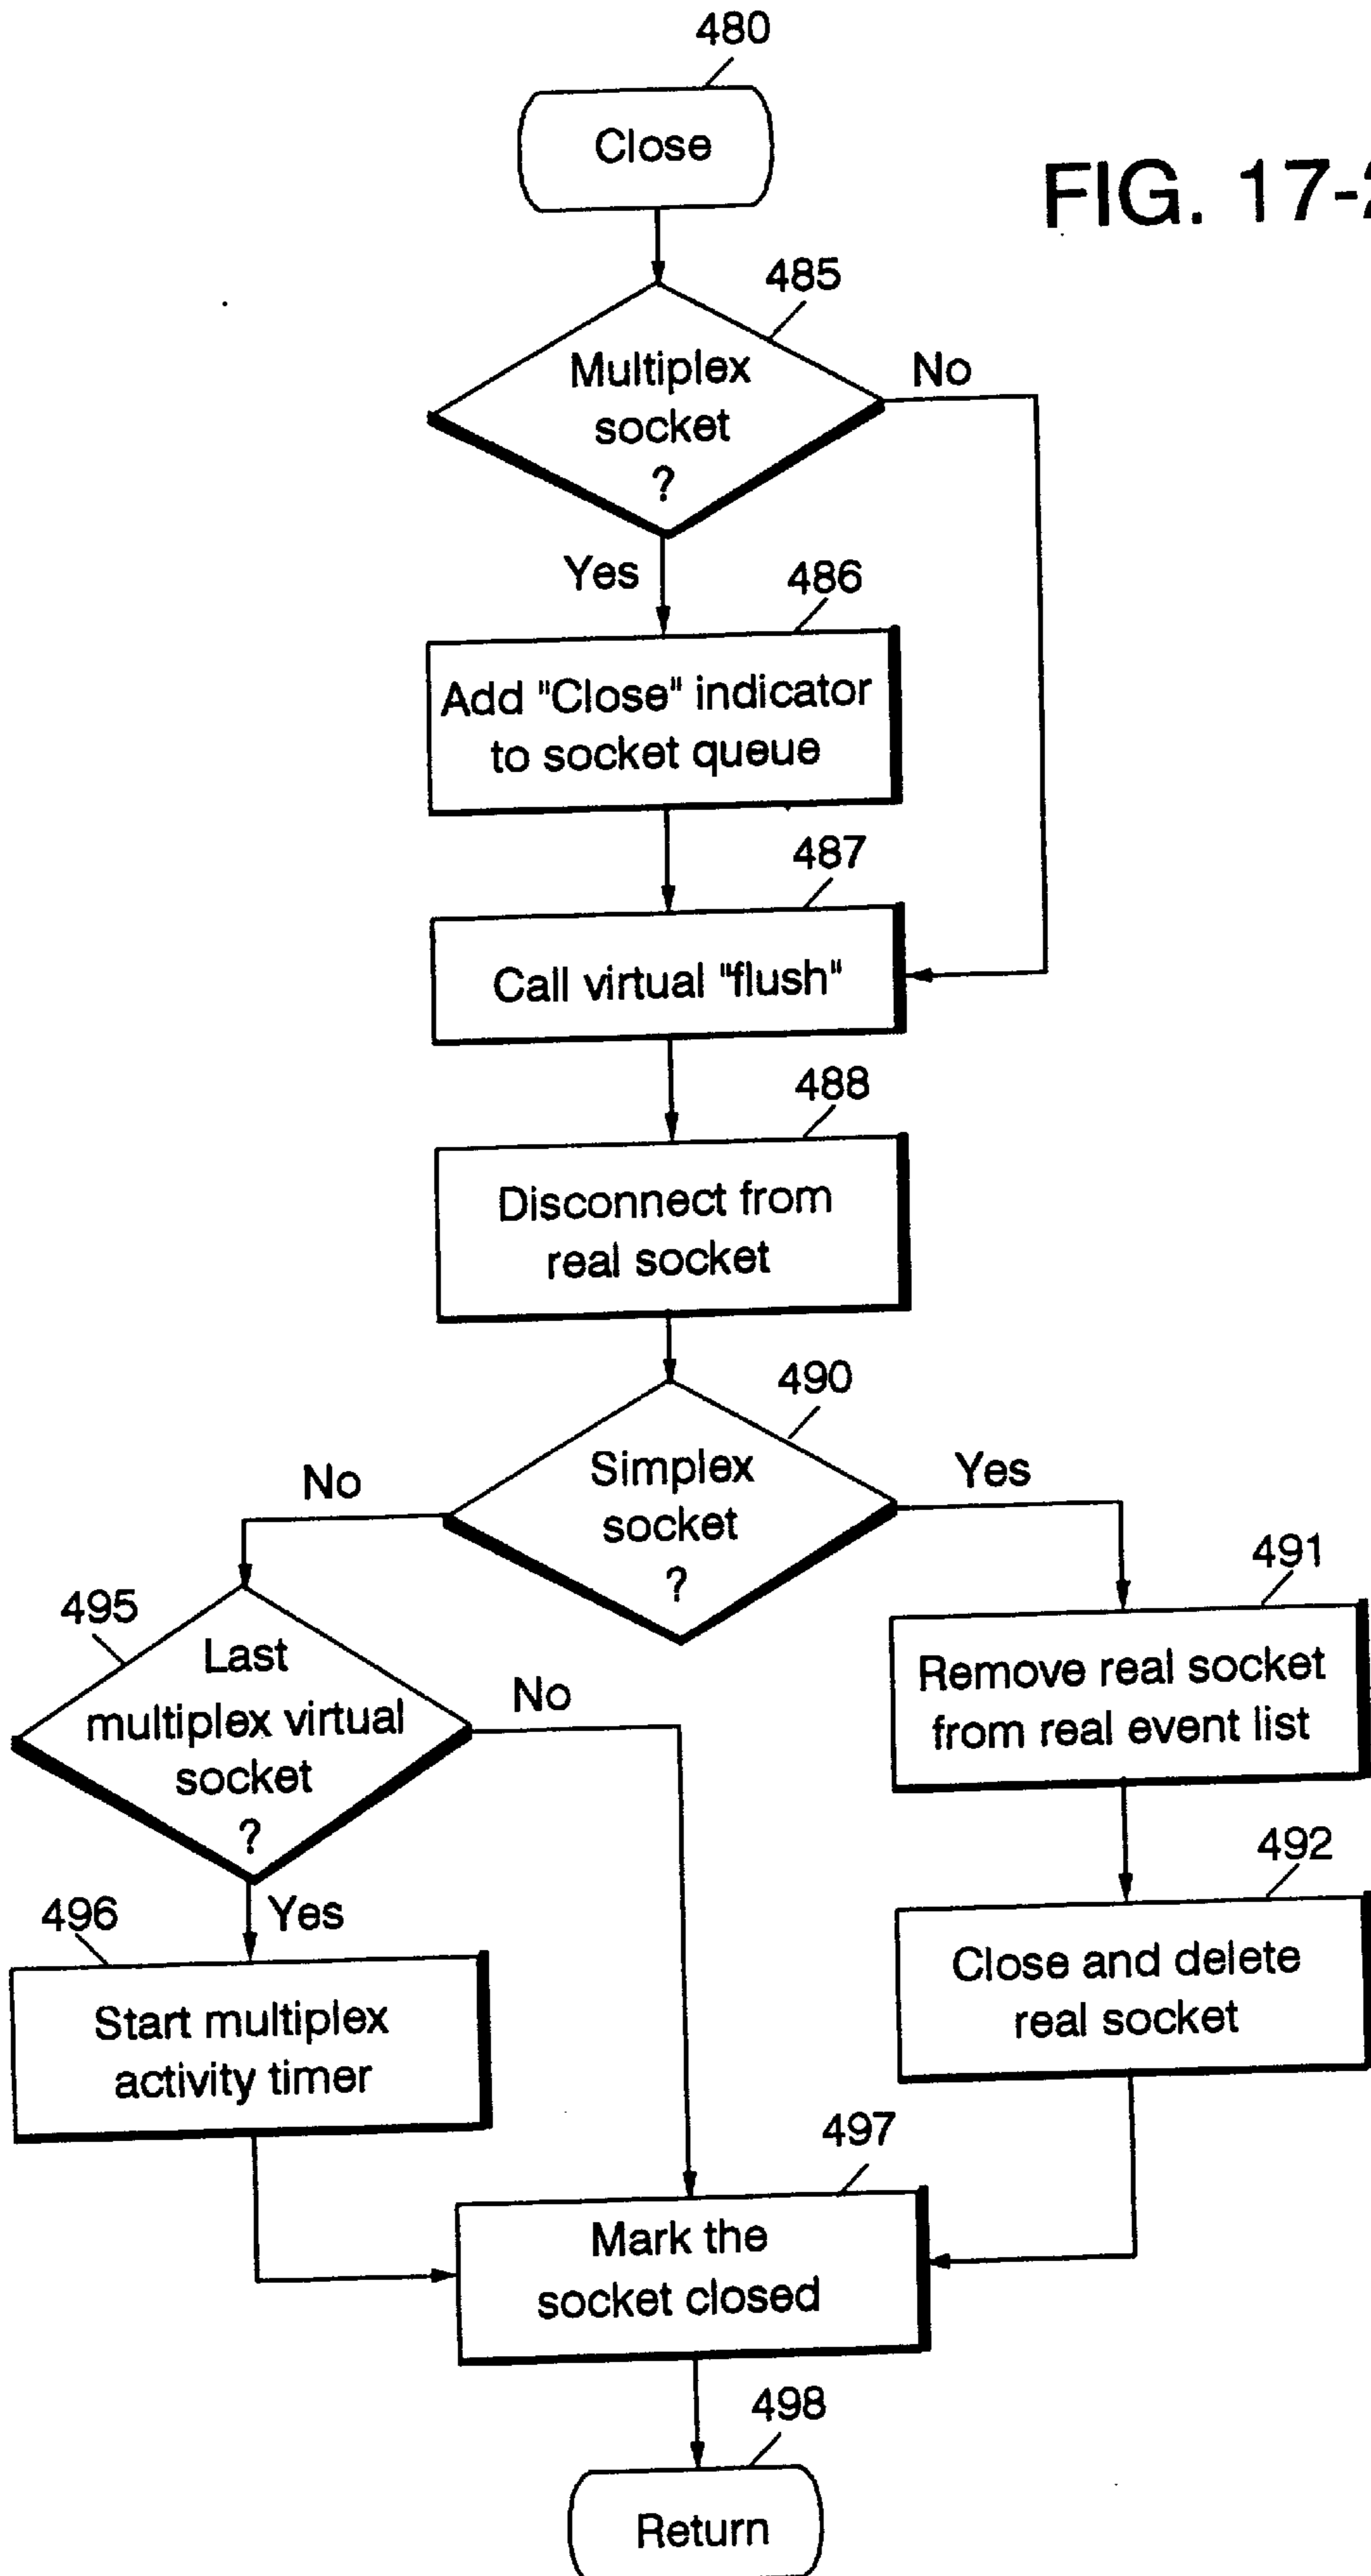 480
Close
FIG. 17-2
485
Multiplex
socket
?
No
Yes
486
Add "Close" indicator
to socket queue
487
Call virtual "flush"
488
Disconnect from
real socket
490
Simplex
socket
?
No
Yes
491
Remove real socket
from real event list
495
Last
multiplex virtual
socket
?
No
Yes
492
Close and delete
real socket
496
Start multiplex
activity timer
497
Mark the
socket closed
498
Return